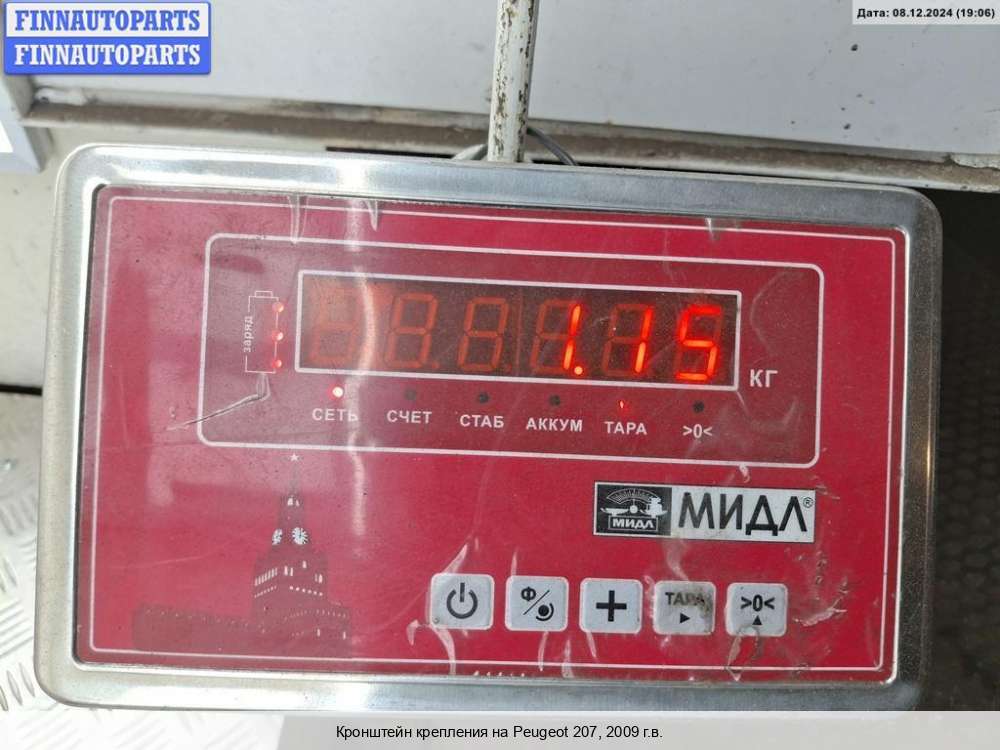 FINNAUTOPARTS
FINNAUTOPARTS
Дата: 08.12.2024 (19:06)
заряд
1.15
КГ
СЕТЬ СЧЕТ СТАБ АККУМ ТАРА >0<
МИДЛ МИДЛ®
Ф ТАРА >0<
Кронштейн крепления на Peugeot 207, 2009 г.в.